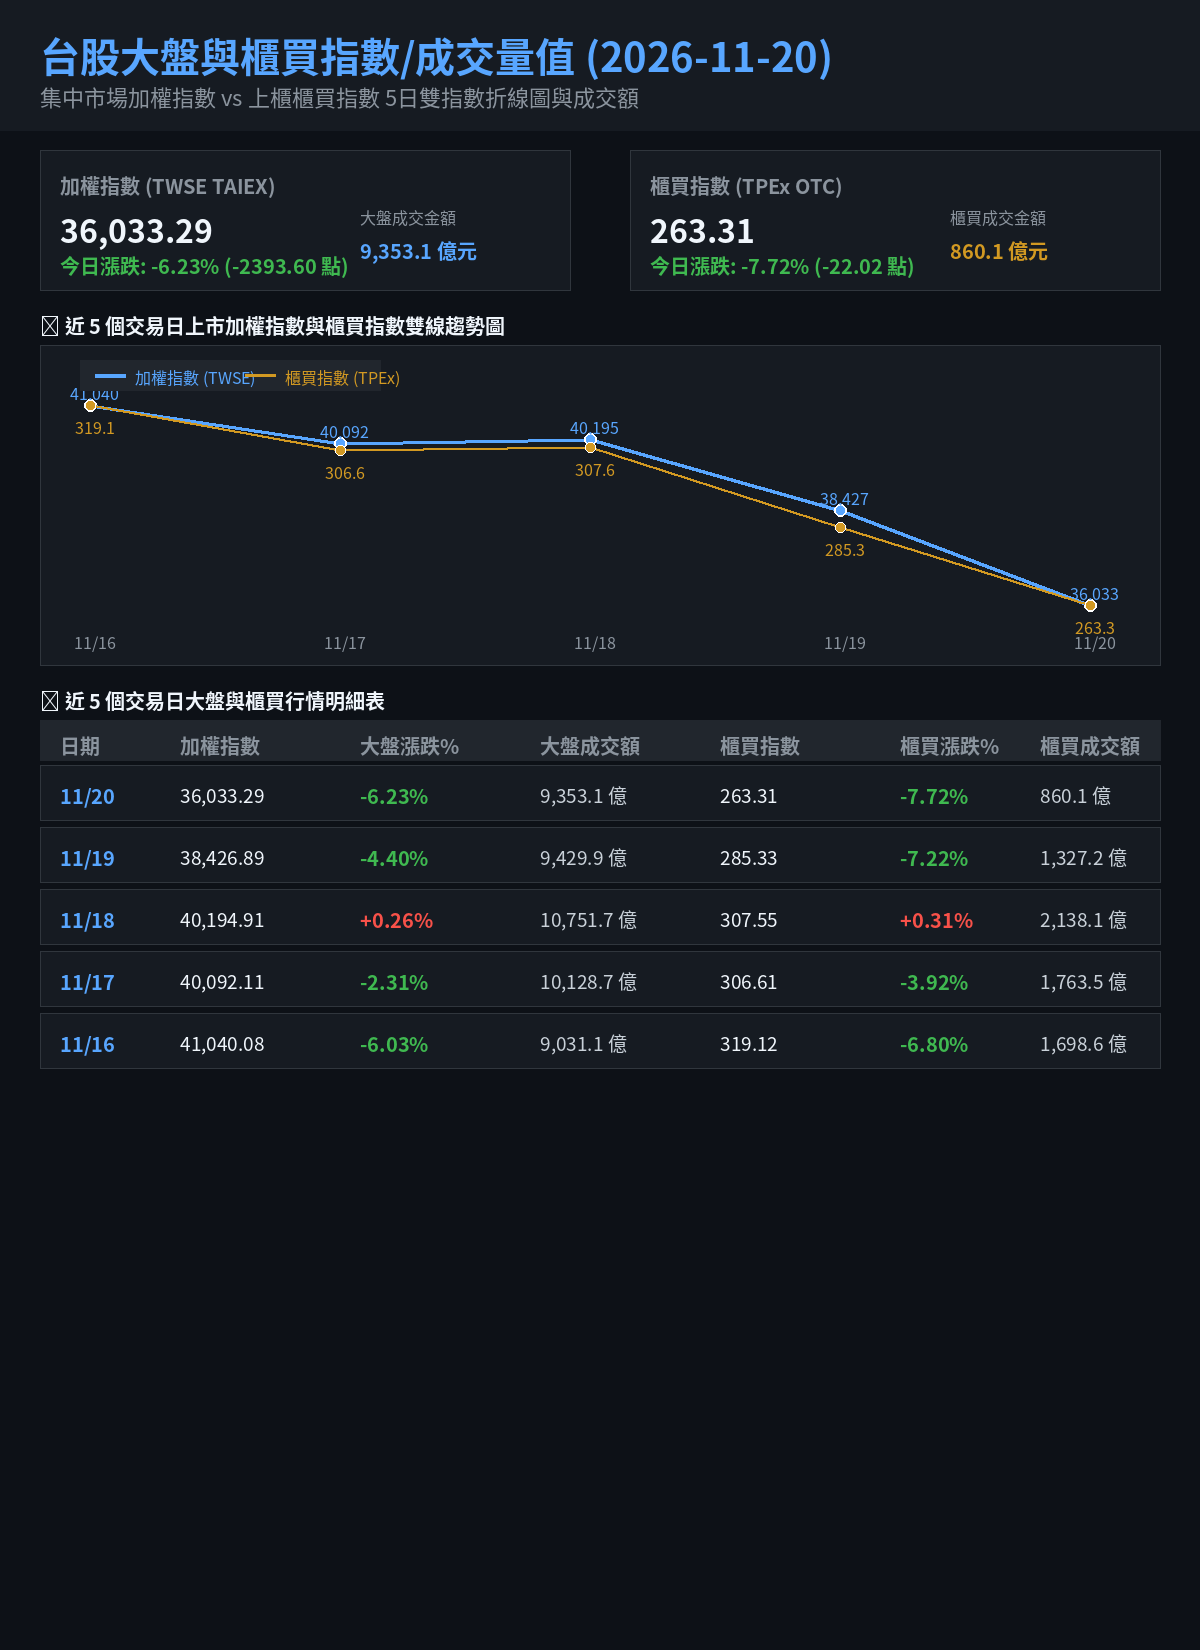 台股大盤與櫃買指數/成交量值 (2026-11-20)
集中市場加權指數 vs 上櫃櫃買指數 5日雙指數折線圖與成交額
加權指數 (TWSE TAIEX)
36,033.29
今日漲跌: -6.23% (-2393.60 點)
大盤成交金額
9,353.1 億元
櫃買指數 (TPEx OTC)
263.31
今日漲跌: -7.72% (-22.02 點)
櫃買成交金額
860.1 億元
近 5 個交易日上市加權指數與櫃買指數雙線趨勢圖
加權指數 (TWSE) 櫃買指數 (TPEx)
41,040
40,092
40,195
38,427
36,033
319.1
306.6
307.6
285.3
263.3
11/16 11/17 11/18 11/19 11/20
近 5 個交易日大盤與櫃買行情明細表
日期 加權指數 大盤漲跌% 大盤成交額 櫃買指數 櫃買漲跌% 櫃買成交額
11/20 36,033.29 -6.23% 9,353.1 億 263.31 -7.72% 860.1 億
11/19 38,426.89 -4.40% 9,429.9 億 285.33 -7.22% 1,327.2 億
11/18 40,194.91 +0.26% 10,751.7 億 307.55 +0.31% 2,138.1 億
11/17 40,092.11 -2.31% 10,128.7 億 306.61 -3.92% 1,763.5 億
11/16 41,040.08 -6.03% 9,031.1 億 319.12 -6.80% 1,698.6 億